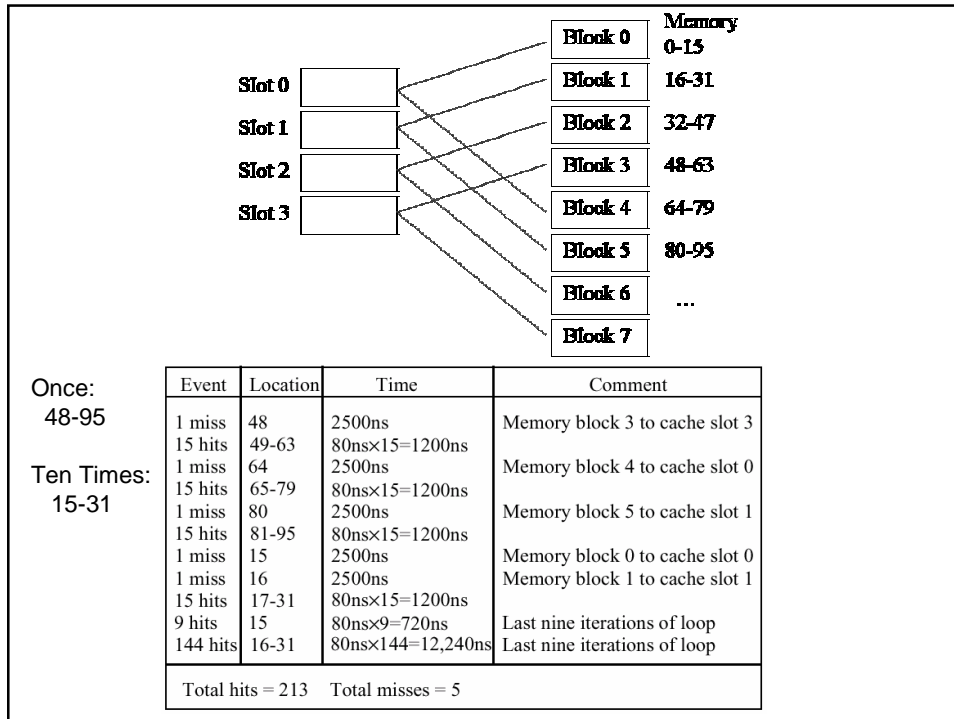 Memory
Block 0 0-15
Slot 0 Block 1 16-31
Slot 1 Block 2 32-47
Slot 2 Block 3 48-63
Slot 3 Block 4 64-79
Block 5 80-95
Block 6 ...
Block 7
Once:
48-95
Ten Times:
15-31
Event Location Time Comment
1 miss 48 2500ns Memory block 3 to cache slot 3
15 hits 49-63 80ns×15=1200ns
1 miss 64 2500ns Memory block 4 to cache slot 0
15 hits 65-79 80ns×15=1200ns
1 miss 80 2500ns Memory block 5 to cache slot 1
15 hits 81-95 80ns×15=1200ns
1 miss 15 2500ns Memory block 0 to cache slot 0
1 miss 16 2500ns Memory block 1 to cache slot 1
15 hits 17-31 80ns×15=1200ns
9 hits 15 80ns×9=720ns Last nine iterations of loop
144 hits 16-31 80ns×144=12,240ns Last nine iterations of loop
Total hits = 213 Total misses = 5